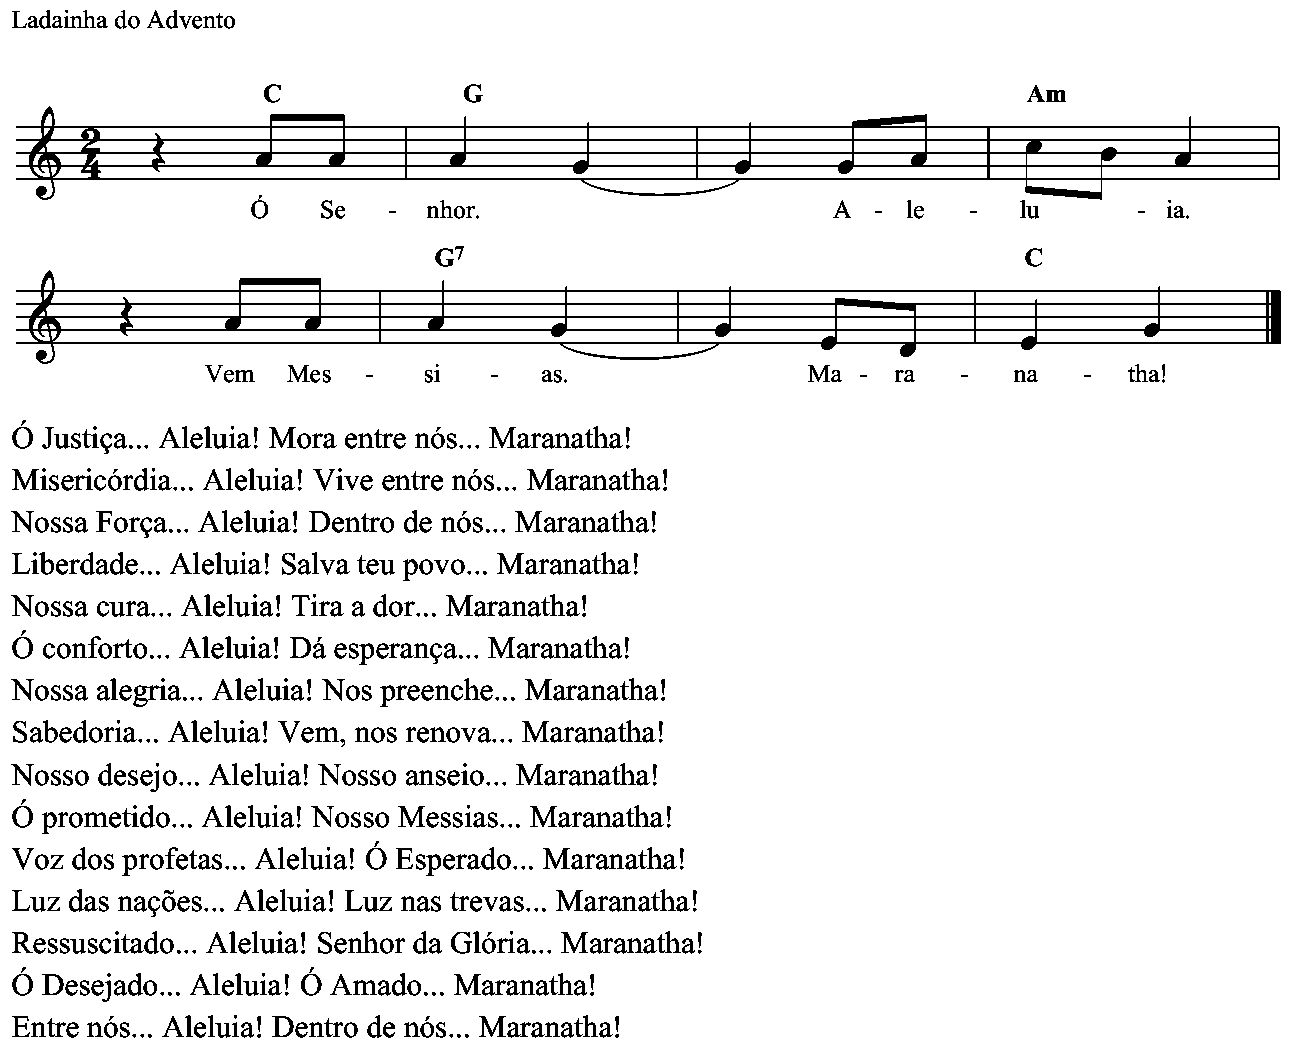 Ladainha do Advento
C G Am
2
4
Ó Se - nhor. A - le - lu - ia.
G7 C
Vem Mes - si - as. Ma - ra - na - tha!
Ó Justiça... Aleluia! Mora entre nós... Maranatha!
Misericórdia... Aleluia! Vive entre nós... Maranatha!
Nossa Força... Aleluia! Dentro de nós... Maranatha!
Liberdade... Aleluia! Salva teu povo... Maranatha!
Nossa cura... Aleluia! Tira a dor... Maranatha!
Ó conforto... Aleluia! Dá esperança... Maranatha!
Nossa alegria... Aleluia! Nos preenche... Maranatha!
Sabedoria... Aleluia! Vem, nos renova... Maranatha!
Nosso desejo... Aleluia! Nosso anseio... Maranatha!
Ó prometido... Aleluia! Nosso Messias... Maranatha!
Voz dos profetas... Aleluia! Ó Esperado... Maranatha!
Luz das nações... Aleluia! Luz nas trevas... Maranatha!
Ressuscitado... Aleluia! Senhor da Glória... Maranatha!
Ó Desejado... Aleluia! Ó Amado... Maranatha!
Entre nós... Aleluia! Dentro de nós... Maranatha!